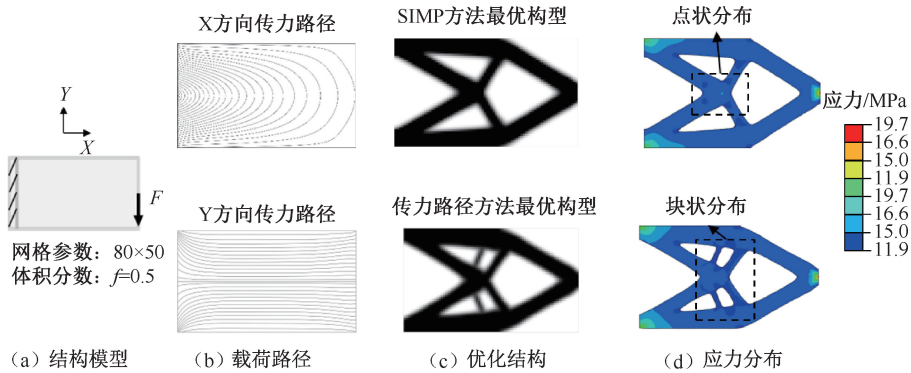 X方向传力路径
SIMP方法最优构型
点状分布
Y
X
F
应力/MPa
19.7
16.6
15.0
11.9
19.7
16.6
15.0
11.9
Y方向传力路径
传力路径方法最优构型
块状分布
网格参数：80×50
体积分数：f=0.5
（a）结构模型
（b）载荷路径
（c）优化结构
（d）应力分布